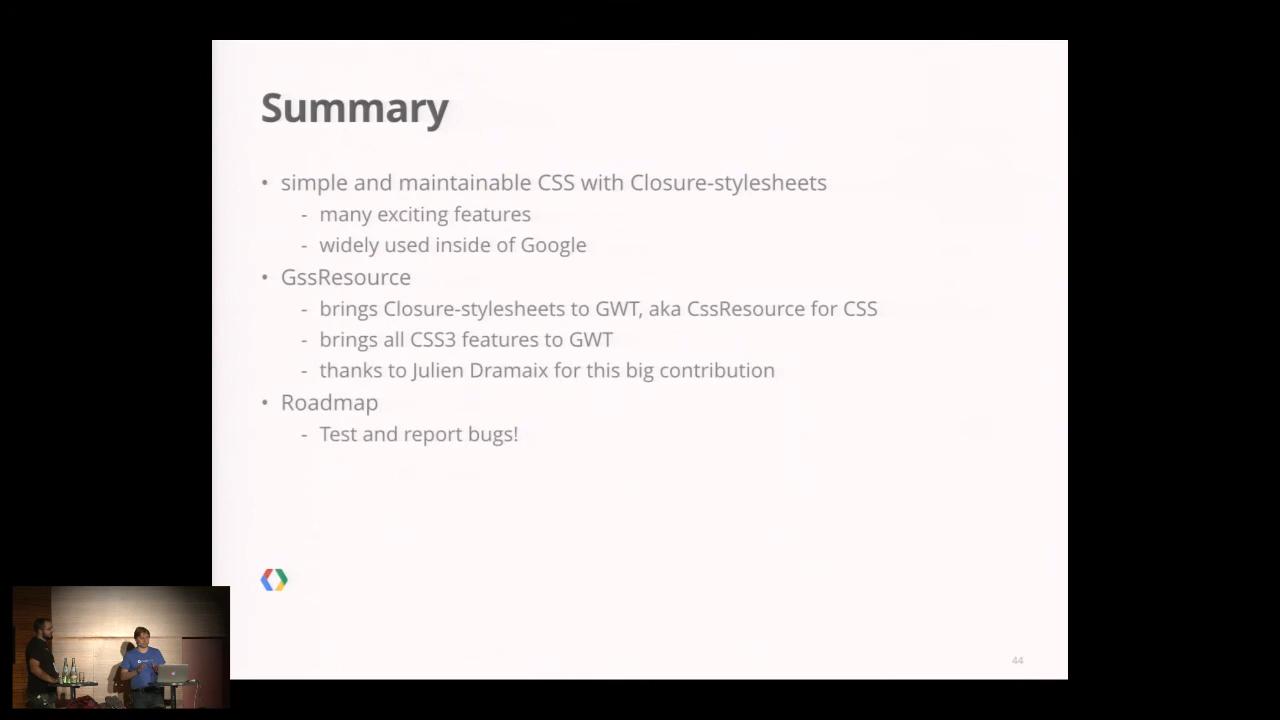 Summary
• simple and maintainable CSS with Closure-stylesheets
- many exciting features
- widely used inside of Google
• GssResource
- brings Closure-stylesheets to GWT, aka CssResource for CSS
- brings all CSS3 features to GWT
- thanks to Julien Dramaix for this big contribution
• Roadmap
- Test and report bugs!
44